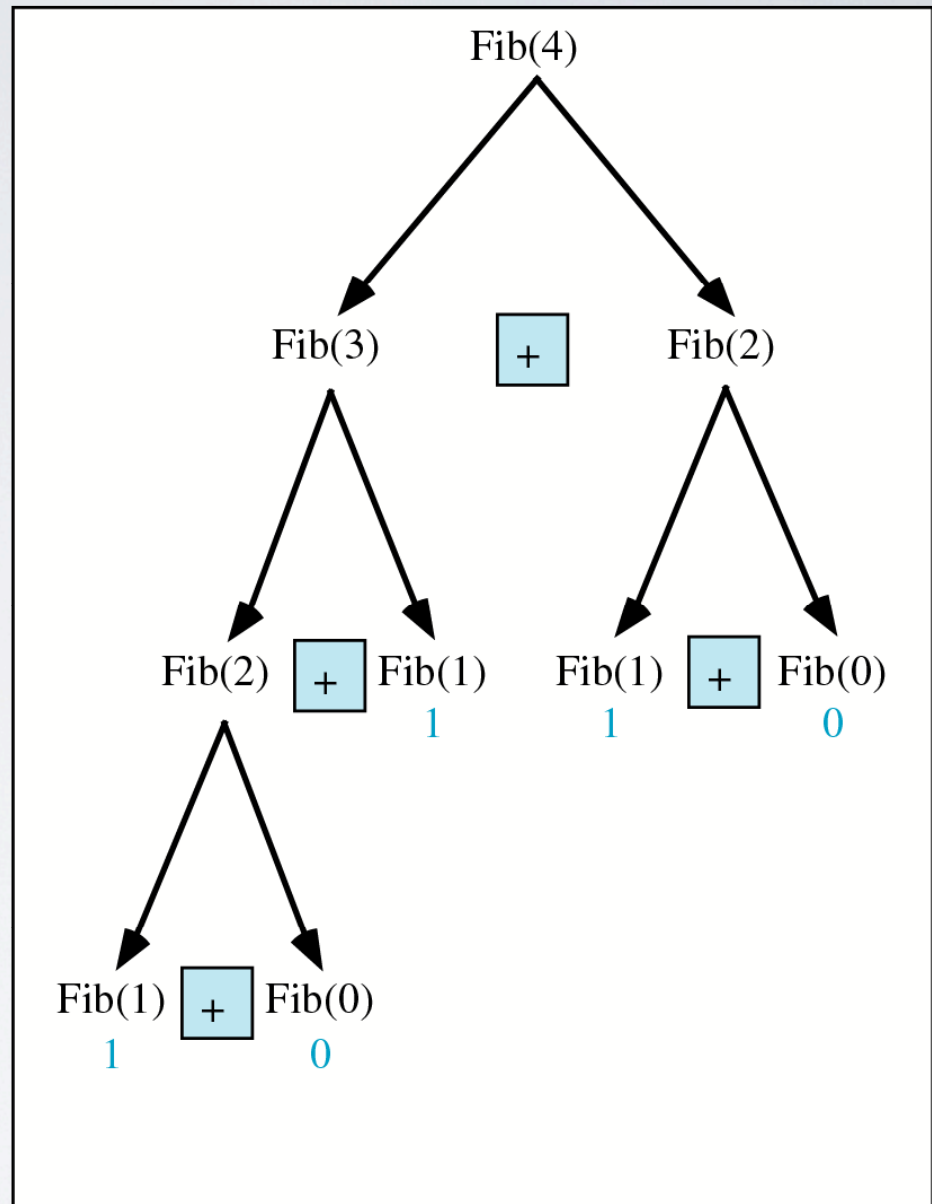 Fib(4)
Fib(3) + Fib(2)
Fib(2) + Fib(1) Fib(1) + Fib(0)
1 1 0
Fib(1) + Fib(0)
1 0